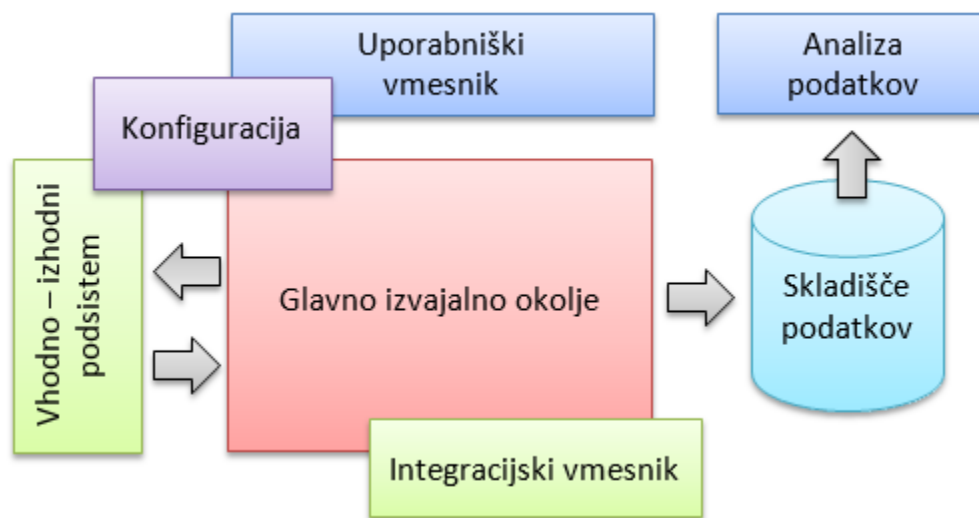 Uporabniški
vmesnik
Analiza
podatkov
Konfiguracija
Vhodno – izhodni
podsistem
Glavno izvajalno okolje
Skladišče
podatkov
Integracijski vmesnik